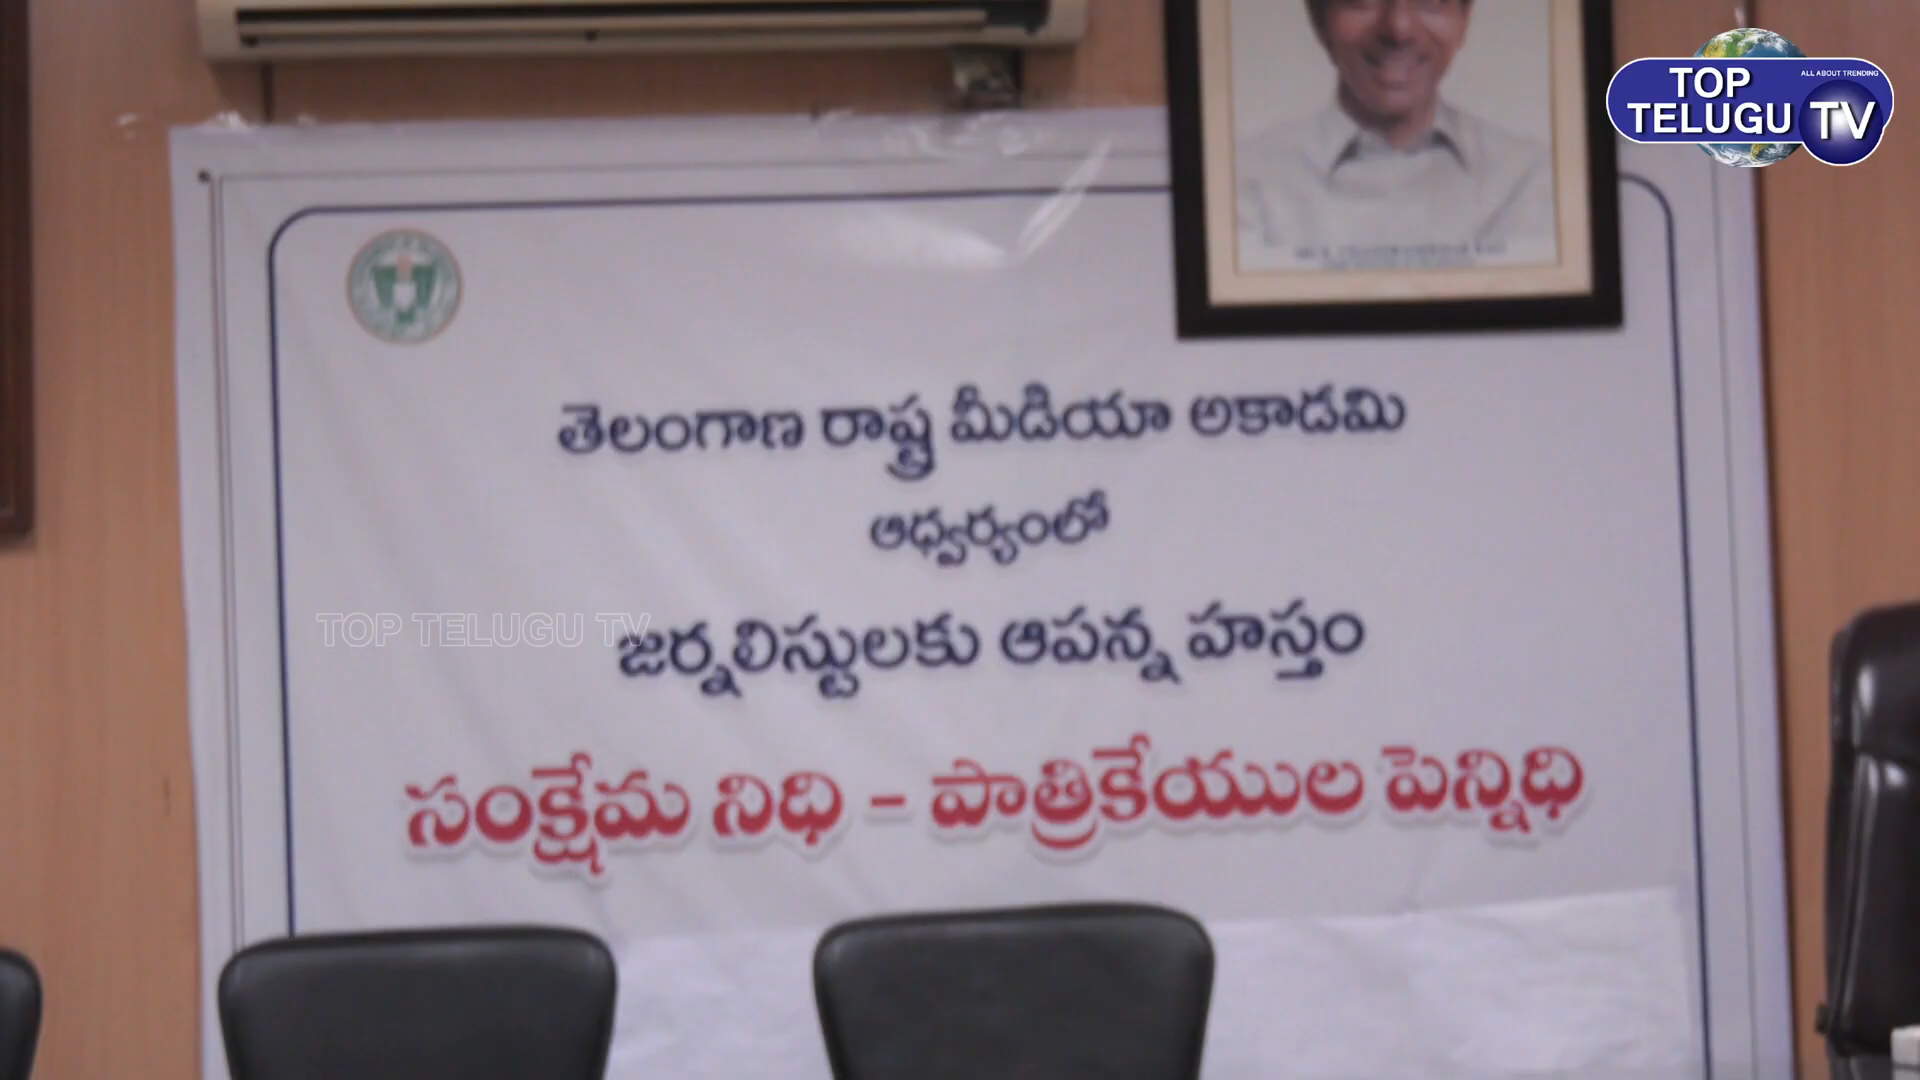 TOP
TELUGU TV
ALL ABOUT TRENDING
తెలంగాణ రాష్ట్ర మీడియా అకాడమి
ఆధ్వర్యంలో
TOP TELUGU TV
జర్నలిస్టులకు ఆపన్న హస్తం
సంక్షేమ నిధి - పాత్రికేయుల పెన్నిధి